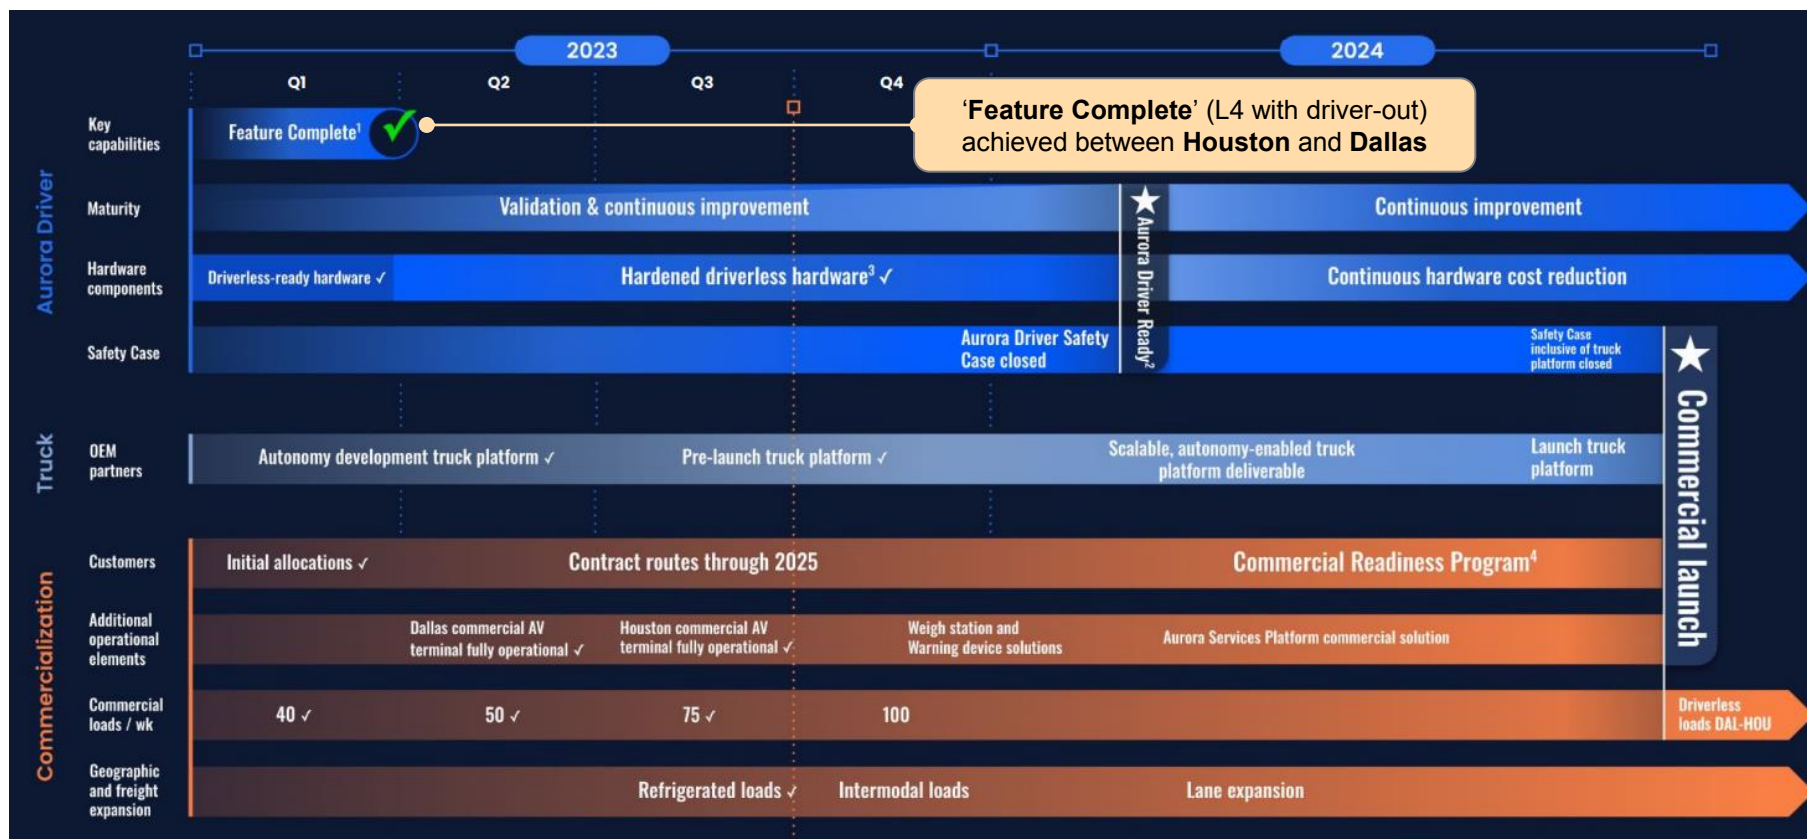 2023
2024
Q1
Q2
Q3
Q4
‘Feature Complete’ (L4 with driver-out)
achieved between Houston and Dallas
Aurora Driver
Key
capabilities
Feature Complete¹ ✓
Maturity
Validation & continuous improvement
Continuous improvement
Hardware
components
Driverless-ready hardware ✓
Hardened driverless hardware³ ✓
Continuous hardware cost reduction
Safety Case
Aurora Driver Safety
Case closed
★ Aurora Driver Ready²
Safety Case
inclusive of truck
platform closed
★ Commercial launch
Truck
OEM
partners
Autonomy development truck platform ✓
Pre-launch truck platform ✓
Scalable, autonomy-enabled truck
platform deliverable
Launch truck
platform
Commercialization
Customers
Initial allocations ✓
Contract routes through 2025
Commercial Readiness Program⁴
Additional
operational
elements
Dallas commercial AV
terminal fully operational ✓
Houston commercial AV
terminal fully operational ✓
Weigh station and
Warning device solutions
Aurora Services Platform commercial solution
Commercial
loads / wk
40 ✓
50 ✓
75 ✓
100
Driverless
loads DAL-HOU
Geographic
and freight
expansion
Refrigerated loads ✓
Intermodal loads
Lane expansion